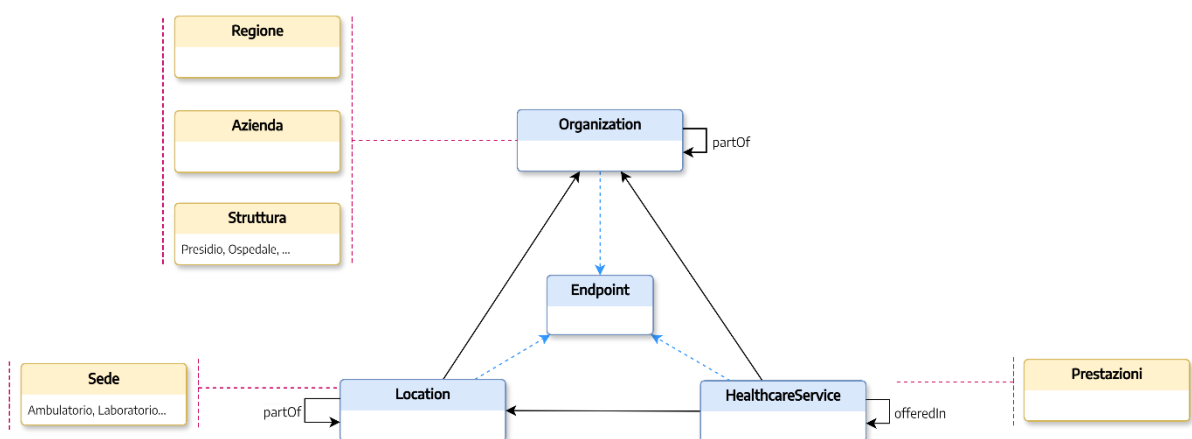 Regione
Azienda
Organization
partOf
Struttura
Presidio, Ospedale, ...
Endpoint
Sede
Ambulatorio, Laboratorio...
Location
partOf
HealthcareService
offeredIn
Prestazioni